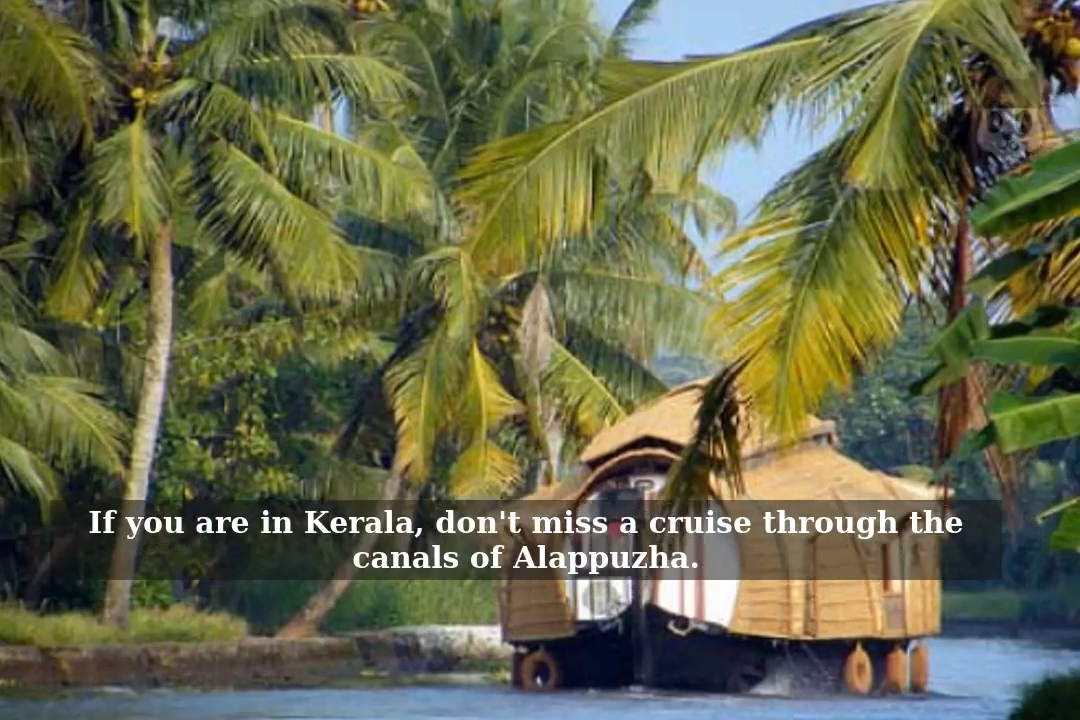 If you are in Kerala, don't miss a cruise through the
canals of Alappuzha.